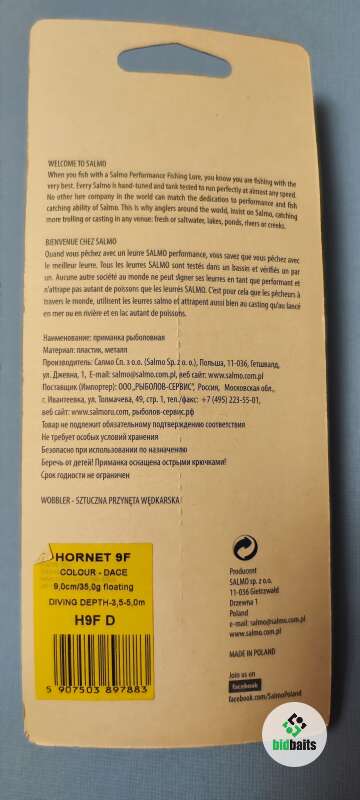 WELCOME TO SALMO
When you fish with a Salmo Performance Fishing Lure, you know you are fishing with the
very best. Every Salmo is hand-tuned and tank tested to run perfectly at almost any speed.
No other lure company in the world can match the dedication to performance and fish
catching ability of Salmo. This is why anglers around the world, insist on Salmo, catching
more trolling or casting in any venue: fresh or saltwater, lakes, ponds, rivers or creeks.
BIENVENUE CHEZ SALMO
Quand vous pêchez avec un leurre SALMO performance, vous savez que vous pêchez avec
le meilleur leurre. Tous les leurres SALMO sont testés dans un bassin et vérifiés un par
un. Aucune autre société au monde ne peut signer ses leurres en tant que performant et
n'attrape pas autant de poissons que les leurres SALMO. C'est pour cela que les pêcheurs à
travers le monde, utilisent les leurres salmo et attrapent aussi bien au casting qu'au lancé
en mer ou en rivière et en lac autant de poissons.
Наименование: приманка рыболовная
Материал: пластик, металл
Производитель: Салмо Сп. з о.о. (Salmo Sp. z o. o.), Польша, 11-036, Гетшвалд,
ул. Джевна, 1, E-mail: salmo@salmo.com.pl, веб сайт: www.salmo.com.pl
Поставщик (Импортер): ООО „РЫБОЛОВ-СЕРВИС", Россия, Московская обл.,
г. Ивантеевка, ул. Толмачева, 49, стр. 1, тел./факс: +7 (495) 223-55-01,
веб сайт: www.salmoru.com, рыболов-сервис.рф
Товар не подлежит обязательному подтверждению соответствия
Не требует особых условий хранения
Безопасно при использовании по назначению
Беречь от детей! Приманка оснащена острыми крючками!
Срок годности не ограничен
WOBBLER - SZTUCZNA PRZYNĘTA WĘDKARSKA
HORNET 9F
COLOUR - DACE
9,0cm/35,0g floating
DIVING DEPTH-3,5-5,0m
H9F D
5 907503 897883
Producent
SALMO sp. z o.o.
11-036 Gietrzwałd
Drzewna 1
Poland
e-mail: salmo@salmo.com.pl
www.salmo.com.pl
MADE IN POLAND
Join us on
facebook
facebook.com/SalmoPoland
bidbaits